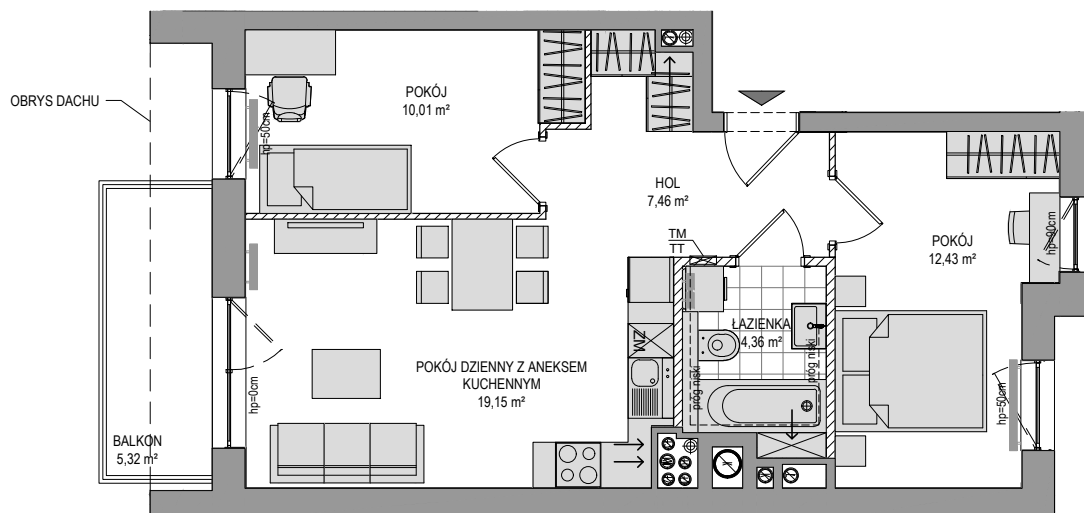 OBRYS DACHU
POKÓJ
10,01 m²
hp=50cm
HOL
7,46 m²
POKÓJ
12,43 m²
hp=90cm
TM
TT
ŁAZIENKA
4,36 m²
ZM
próg niski
próg niski
POKÓJ DZIENNY Z ANEKSEM
KUCHENNYM
19,15 m²
hp=0cm
hp=50cm
BALKON
5,32 m²